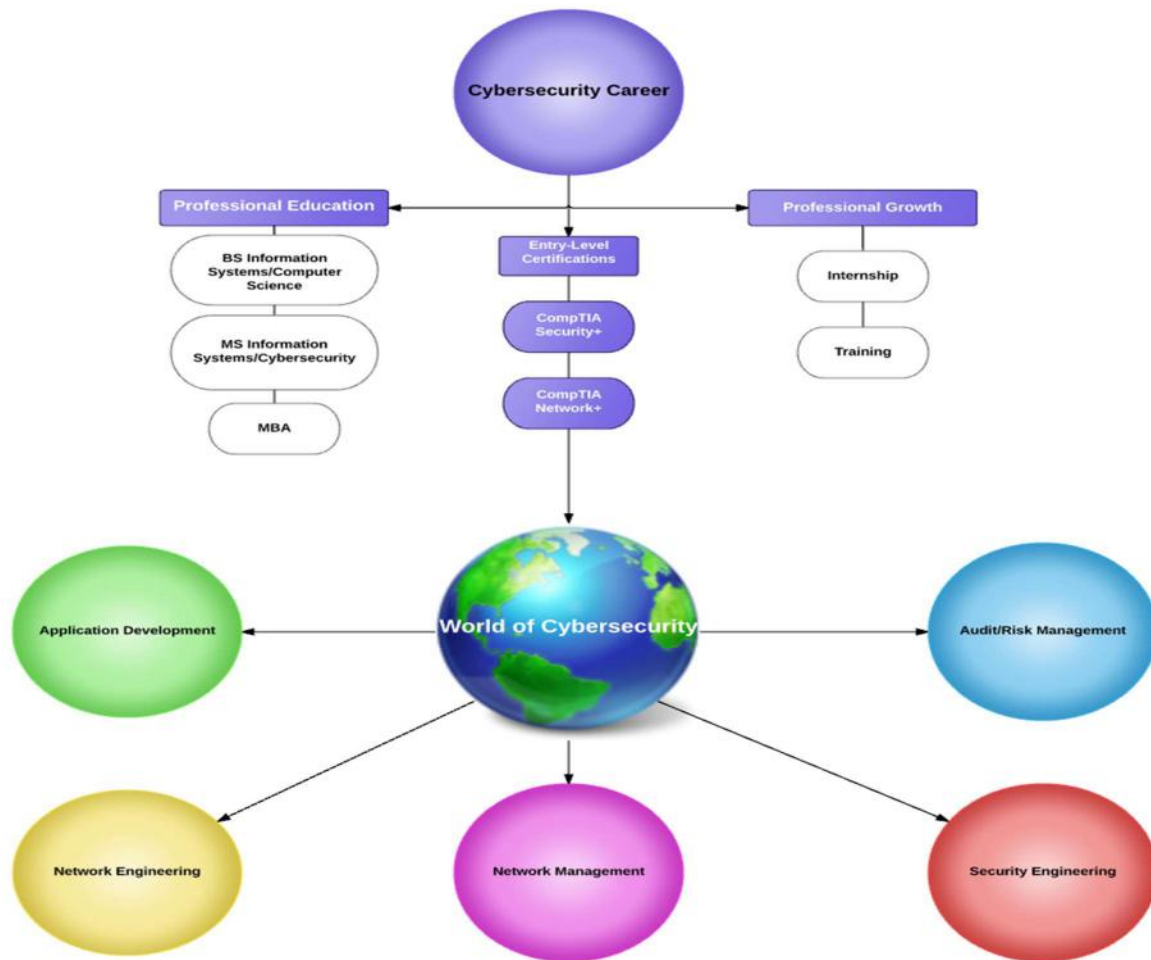 Cybersecurity Career
Professional Education
Professional Growth
BS Information
Systems/Computer
Science
MS Information
Systems/Cybersecurity
MBA
Entry-Level
Certifications
CompTIA
Security+
CompTIA
Network+
Internship
Training
World of Cybersecurity
Application Development
Audit/Risk Management
Network Engineering
Network Management
Security Engineering